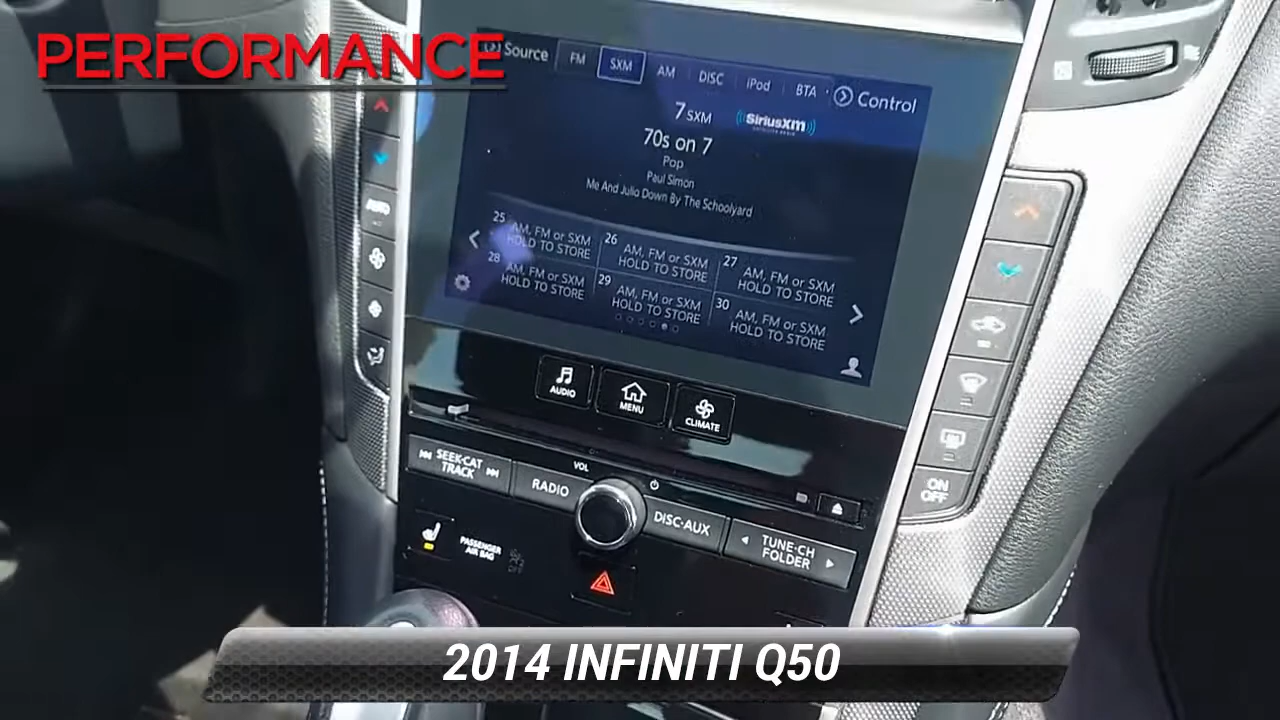 PERFORMANCE
Source FM SXM AM DISC iPod BTA Control
7 SXM SiriusXM
SATELLITE RADIO
70s on 7
Pop
Paul Simon
Me And Julio Down By The Schoolyard
25 AM, FM or SXM
HOLD TO STORE
26 AM, FM or SXM
HOLD TO STORE
27 AM, FM or SXM
HOLD TO STORE
28 AM, FM or SXM
HOLD TO STORE
29 AM, FM or SXM
HOLD TO STORE
30 AM, FM or SXM
HOLD TO STORE
AUTO
AUDIO
MENU
CLIMATE
ON
OFF
SEEK·CAT
TRACK
RADIO
VOL
DISC·AUX
TUNE·CH
FOLDER
PASSENGER
AIR BAG
OFF
2014 INFINITI Q50